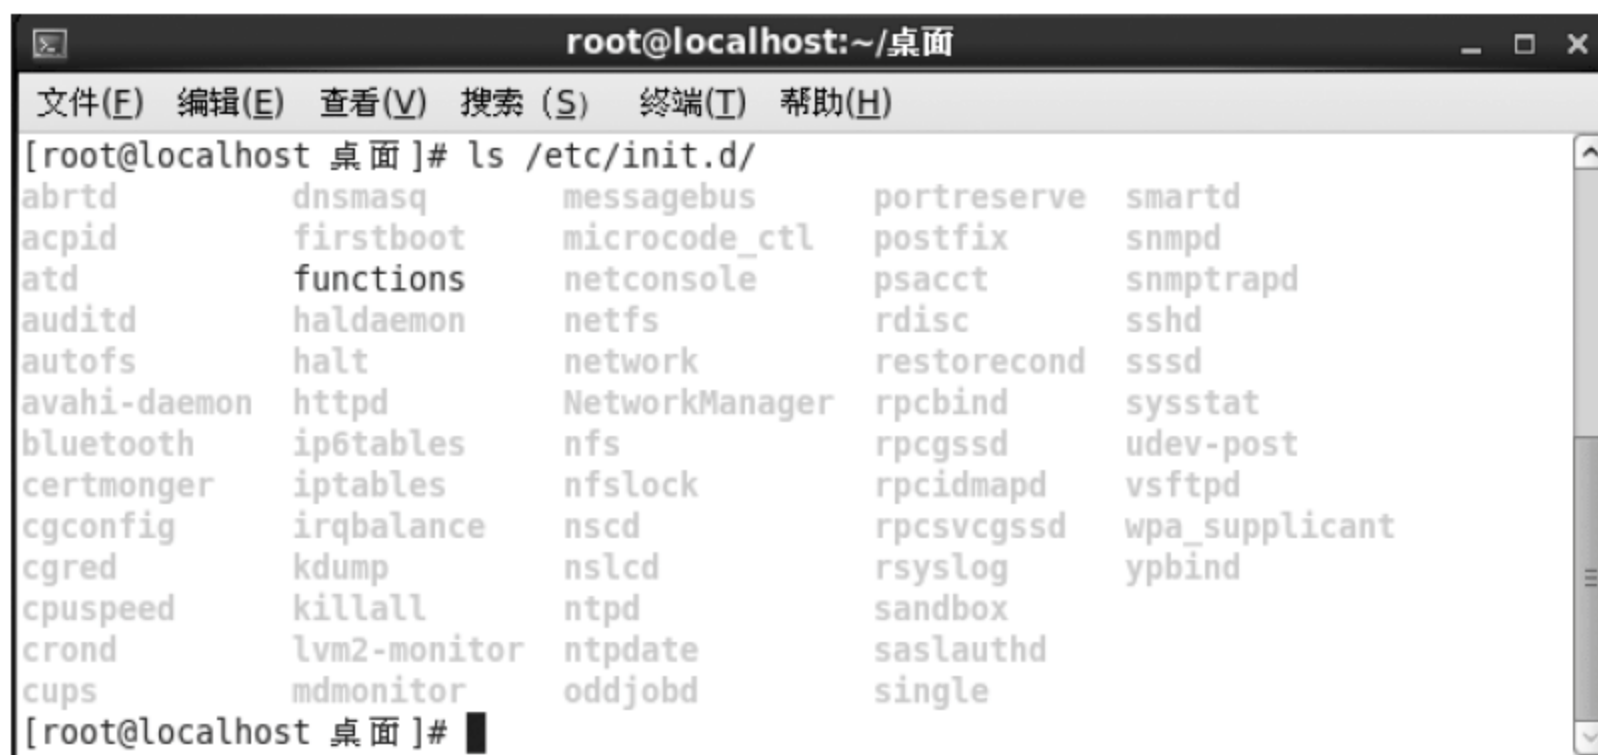 root@localhost:~/桌面
文件(F) 编辑(E) 查看(V) 搜索 (S) 终端(T) 帮助(H)
[root@localhost 桌面]# ls /etc/init.d/
abrtd dnsmasq messagebus portreserve smartd
acpid firstboot microcode_ctl postfix snmpd
atd functions netconsole psacct snmptrapd
auditd haldaemon netfs rdisc sshd
autofs halt network restorecond sssd
avahi-daemon httpd NetworkManager rpcbind sysstat
bluetooth ip6tables nfs rpcgssd udev-post
certmonger iptables nfslock rpcidmapd vsftpd
cgconfig irqbalance nscd rpcsvcgssd wpa_supplicant
cgred kdump nslcd rsyslog ypbind
cpuspeed killall ntpd sandbox
crond lvm2-monitor ntpdate saslauthd
cups mdmonitor oddjobd single
[root@localhost 桌面]#